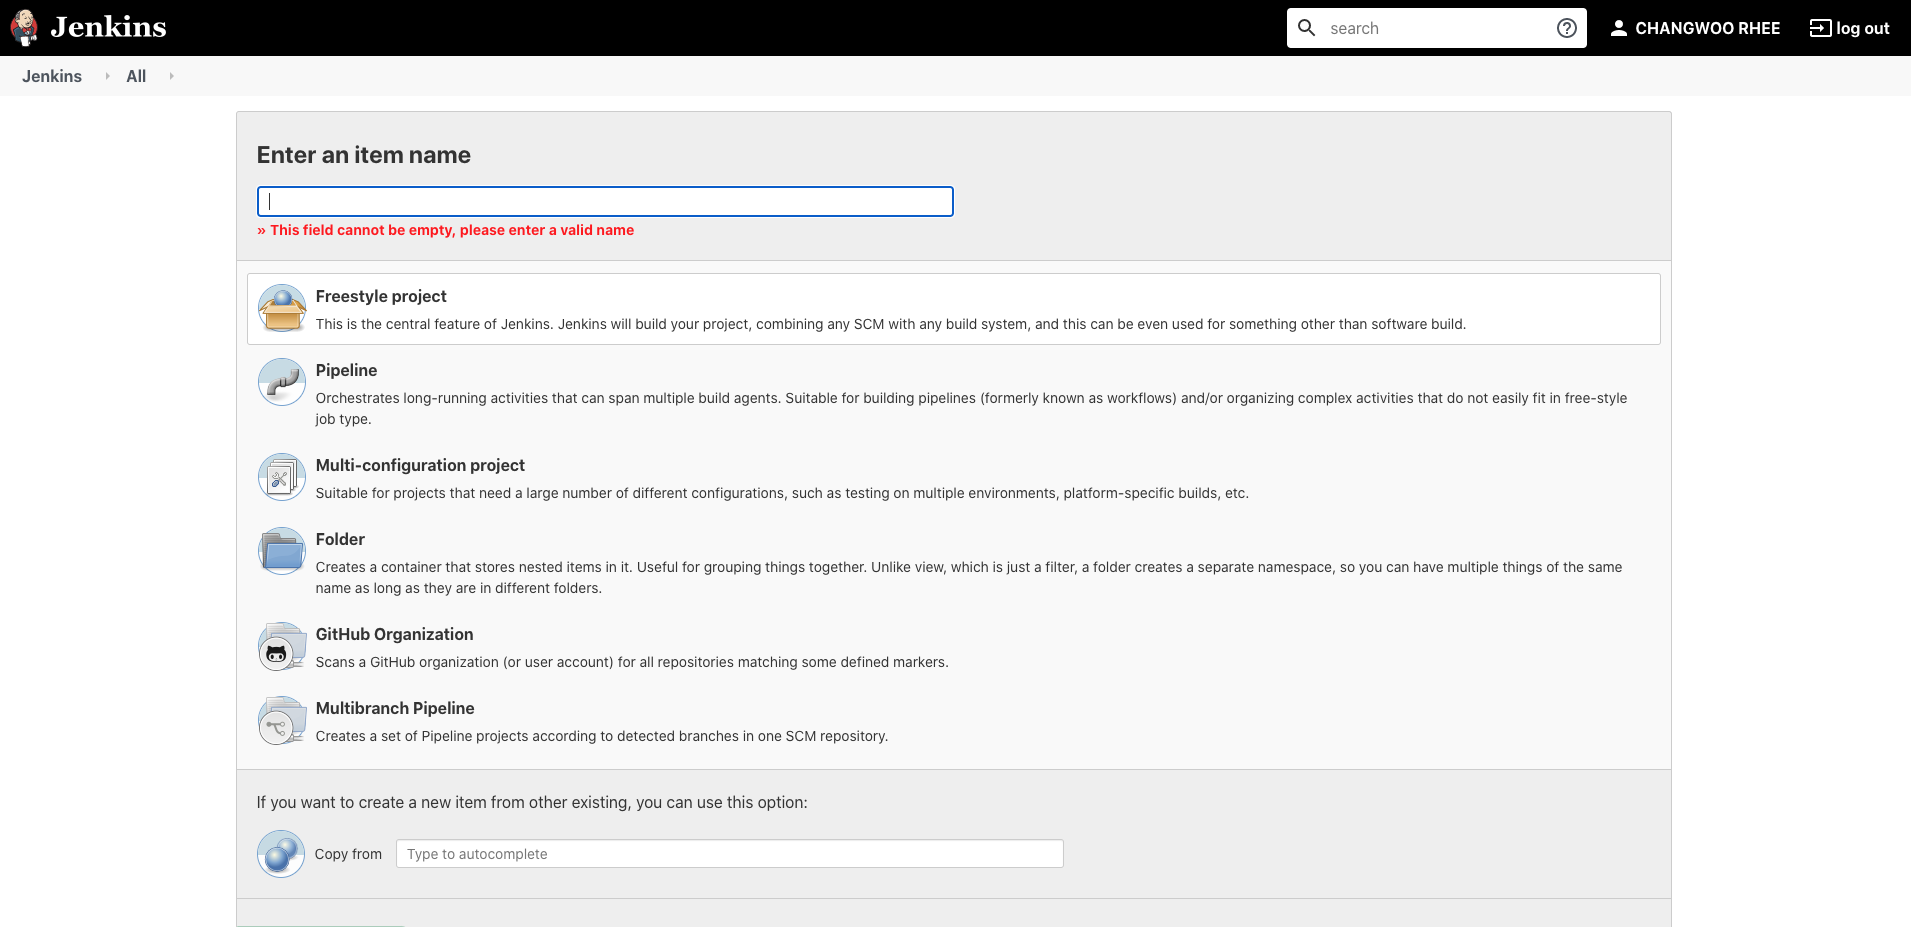 Jenkins
search
CHANGWOO RHEE
log out
Jenkins
All
Enter an item name
» This field cannot be empty, please enter a valid name
Freestyle project
This is the central feature of Jenkins. Jenkins will build your project, combining any SCM with any build system, and this can be even used for something other than software build.
Pipeline
Orchestrates long-running activities that can span multiple build agents. Suitable for building pipelines (formerly known as workflows) and/or organizing complex activities that do not easily fit in free-style
job type.
Multi-configuration project
Suitable for projects that need a large number of different configurations, such as testing on multiple environments, platform-specific builds, etc.
Folder
Creates a container that stores nested items in it. Useful for grouping things together. Unlike view, which is just a filter, a folder creates a separate namespace, so you can have multiple things of the same
name as long as they are in different folders.
GitHub Organization
Scans a GitHub organization (or user account) for all repositories matching some defined markers.
Multibranch Pipeline
Creates a set of Pipeline projects according to detected branches in one SCM repository.
If you want to create a new item from other existing, you can use this option:
Copy from
Type to autocomplete